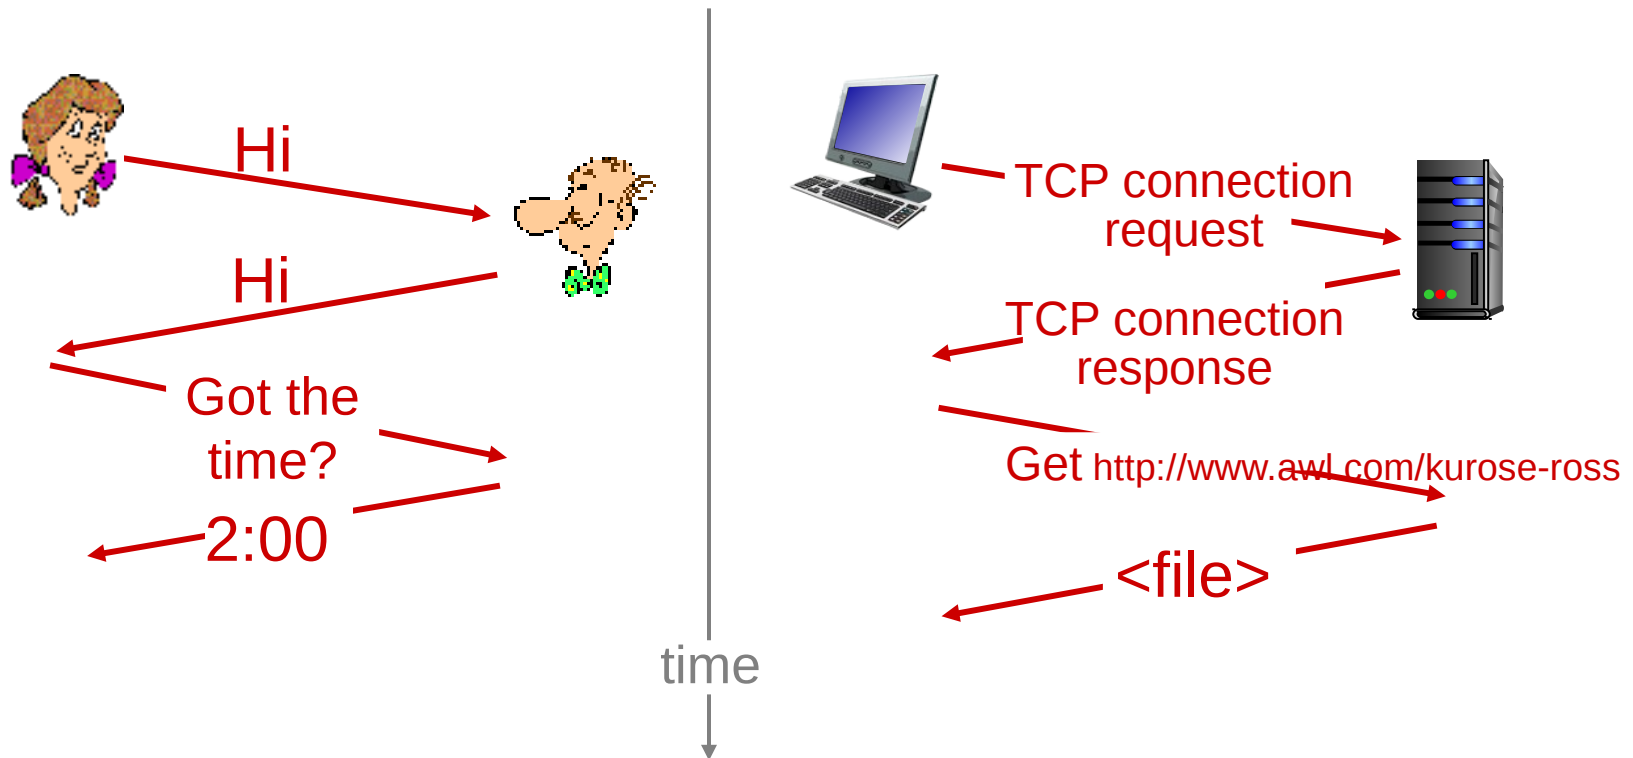 Hi
Hi
Got the
time?
2:00
time
TCP connection
request
TCP connection
response
Get http://www.awl.com/kurose-ross
<file>